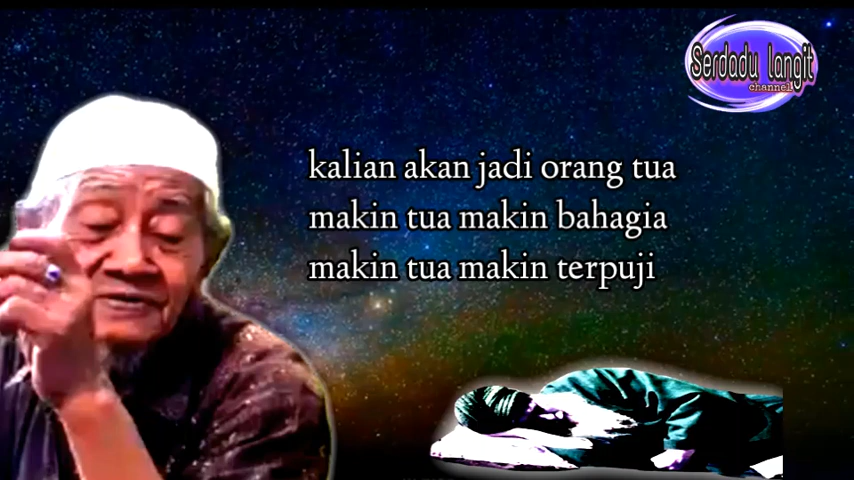 Serdadu langit
channel
kalian akan jadi orang tua
makin tua makin bahagia
makin tua makin terpuji